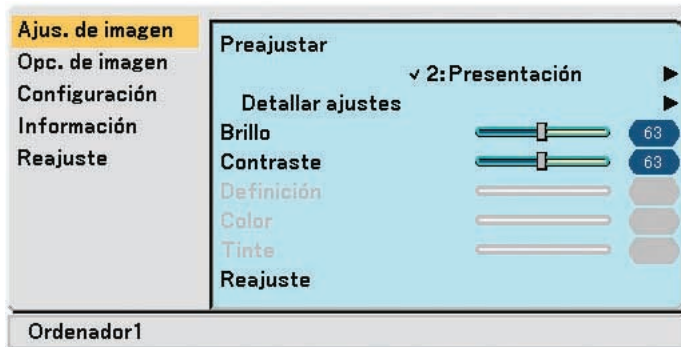 Ajus. de imagen
Opc. de imagen
Configuración
Información
Reajuste
Preajustar
✓ 2:Presentación
Detallar ajustes
Brillo 63
Contraste 63
Definición
Color
Tinte
Reajuste
Ordenador1